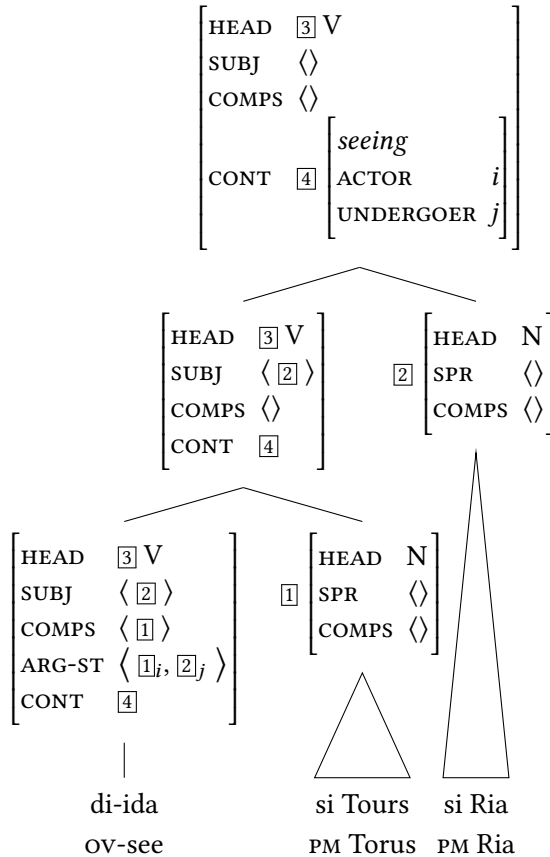 HEAD 3 V
SUBJ ⟨⟩
COMPS ⟨⟩
CONT 4 seeing
ACTOR i
UNDERGOER j
HEAD 3 V
SUBJ ⟨ 2 ⟩
COMPS ⟨⟩
CONT 4
2 HEAD N
SPR ⟨⟩
COMPS ⟨⟩
HEAD 3 V
SUBJ ⟨ 2 ⟩
COMPS ⟨ 1 ⟩
ARG-ST ⟨ 1 i, 2 j ⟩
CONT 4
1 HEAD N
SPR ⟨⟩
COMPS ⟨⟩
di-ida si Tours si Ria
OV-see PM Torus PM Ria